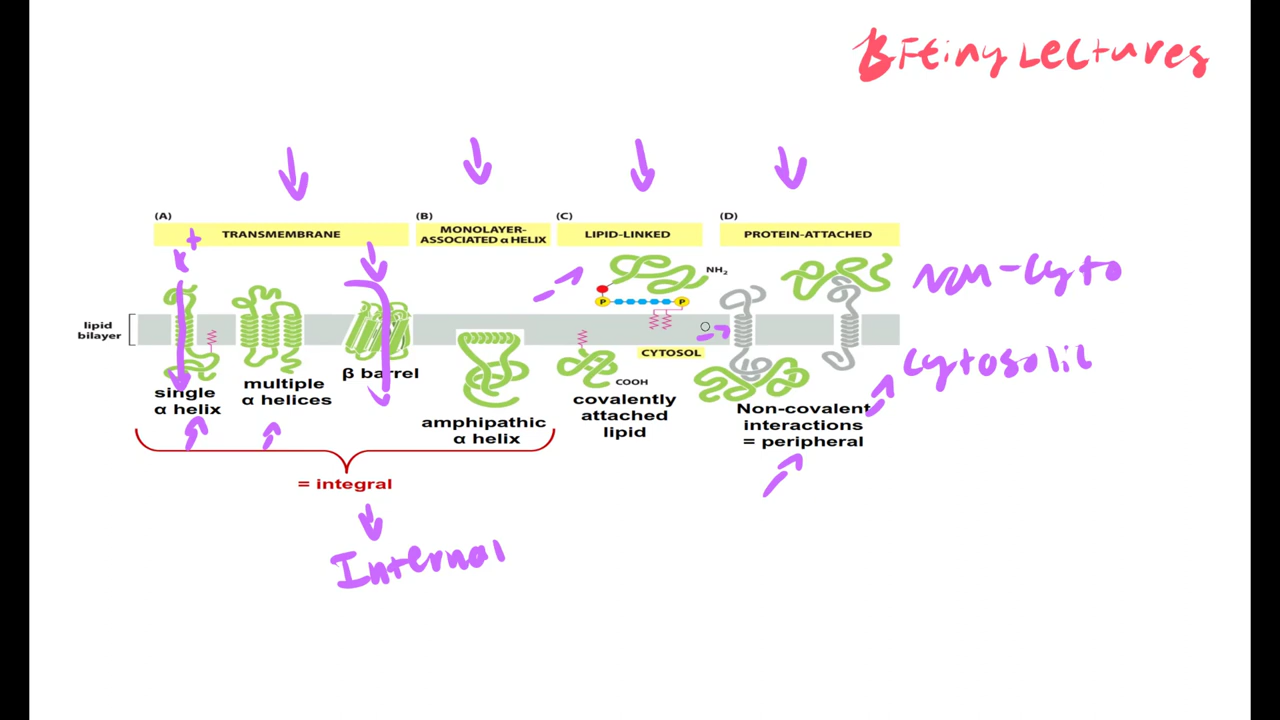 BFtiny Lectures
(A)
TRANSMEMBRANE
(B)
MONOLAYER-
ASSOCIATED α HELIX
(C)
LIPID-LINKED
(D)
PROTEIN-ATTACHED
K+
NH₂
P
P
Non-Cyto
lipid
bilayer
CYTOSOL
Cytosolic
β barrel
single
α helix
multiple
α helices
COOH
amphipathic
α helix
covalently
attached
lipid
Non-covalent
interactions
= peripheral
= integral
Internal